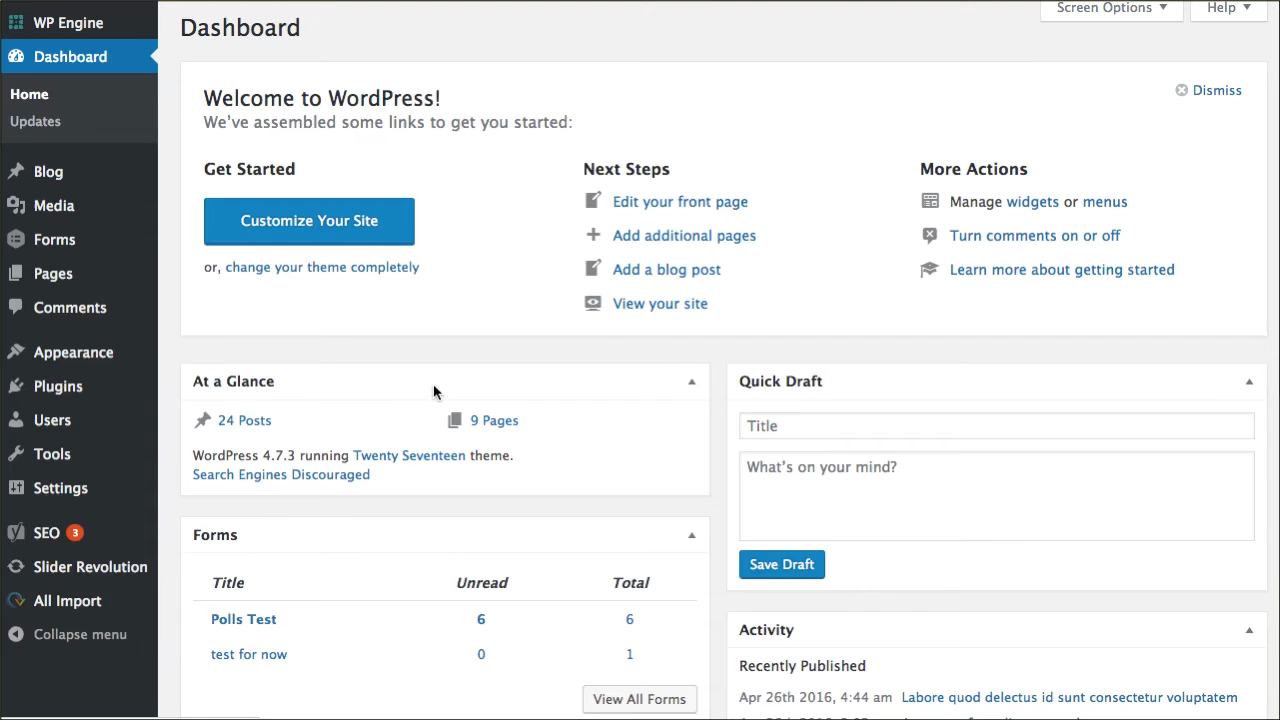 WP Engine
Dashboard
Home
Updates
Blog
Media
Forms
Pages
Comments
Appearance
Plugins
Users
Tools
Settings
SEO 3
Slider Revolution
All Import
Collapse menu
Screen Options
Help
Dashboard
Welcome to WordPress!
Dismiss
We've assembled some links to get you started:
Get Started
Customize Your Site
or, change your theme completely
Next Steps
Edit your front page
Add additional pages
Add a blog post
View your site
More Actions
Manage widgets or menus
Turn comments on or off
Learn more about getting started
At a Glance
24 Posts
9 Pages
WordPress 4.7.3 running Twenty Seventeen theme.
Search Engines Discouraged
Forms
Title Unread Total
Polls Test 6 6
test for now 0 1
View All Forms
Quick Draft
Title
What's on your mind?
Save Draft
Activity
Recently Published
Apr 26th 2016, 4:44 am Labore quod delectus id sunt consectetur voluptatem